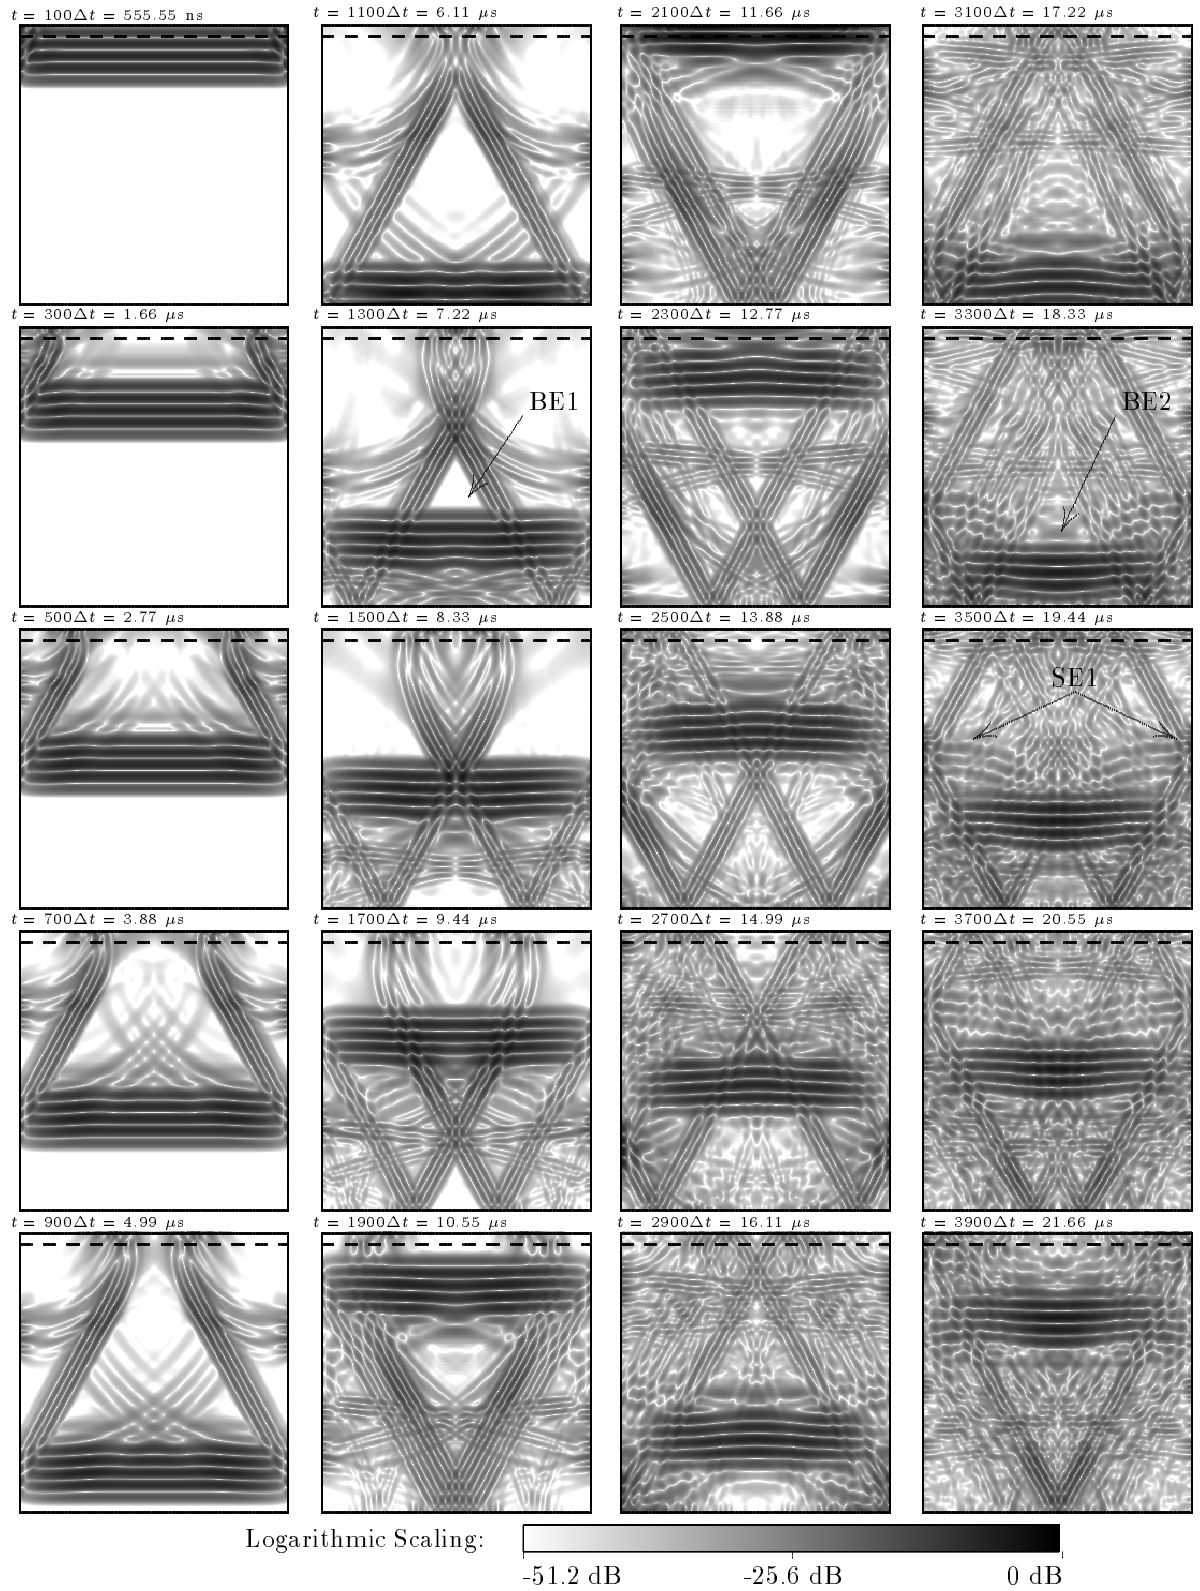 t = 100Δt = 555.55 ns
t = 1100Δt = 6.11 μs
t = 2100Δt = 11.66 μs
t = 3100Δt = 17.22 μs
t = 300Δt = 1.66 μs
t = 1300Δt = 7.22 μs
t = 2300Δt = 12.77 μs
t = 3300Δt = 18.33 μs
BE1
BE2
t = 500Δt = 2.77 μs
t = 1500Δt = 8.33 μs
t = 2500Δt = 13.88 μs
t = 3500Δt = 19.44 μs
SE1
t = 700Δt = 3.88 μs
t = 1700Δt = 9.44 μs
t = 2700Δt = 14.99 μs
t = 3700Δt = 20.55 μs
t = 900Δt = 4.99 μs
t = 1900Δt = 10.55 μs
t = 2900Δt = 16.11 μs
t = 3900Δt = 21.66 μs
Logarithmic Scaling:
-51.2 dB
-25.6 dB
0 dB